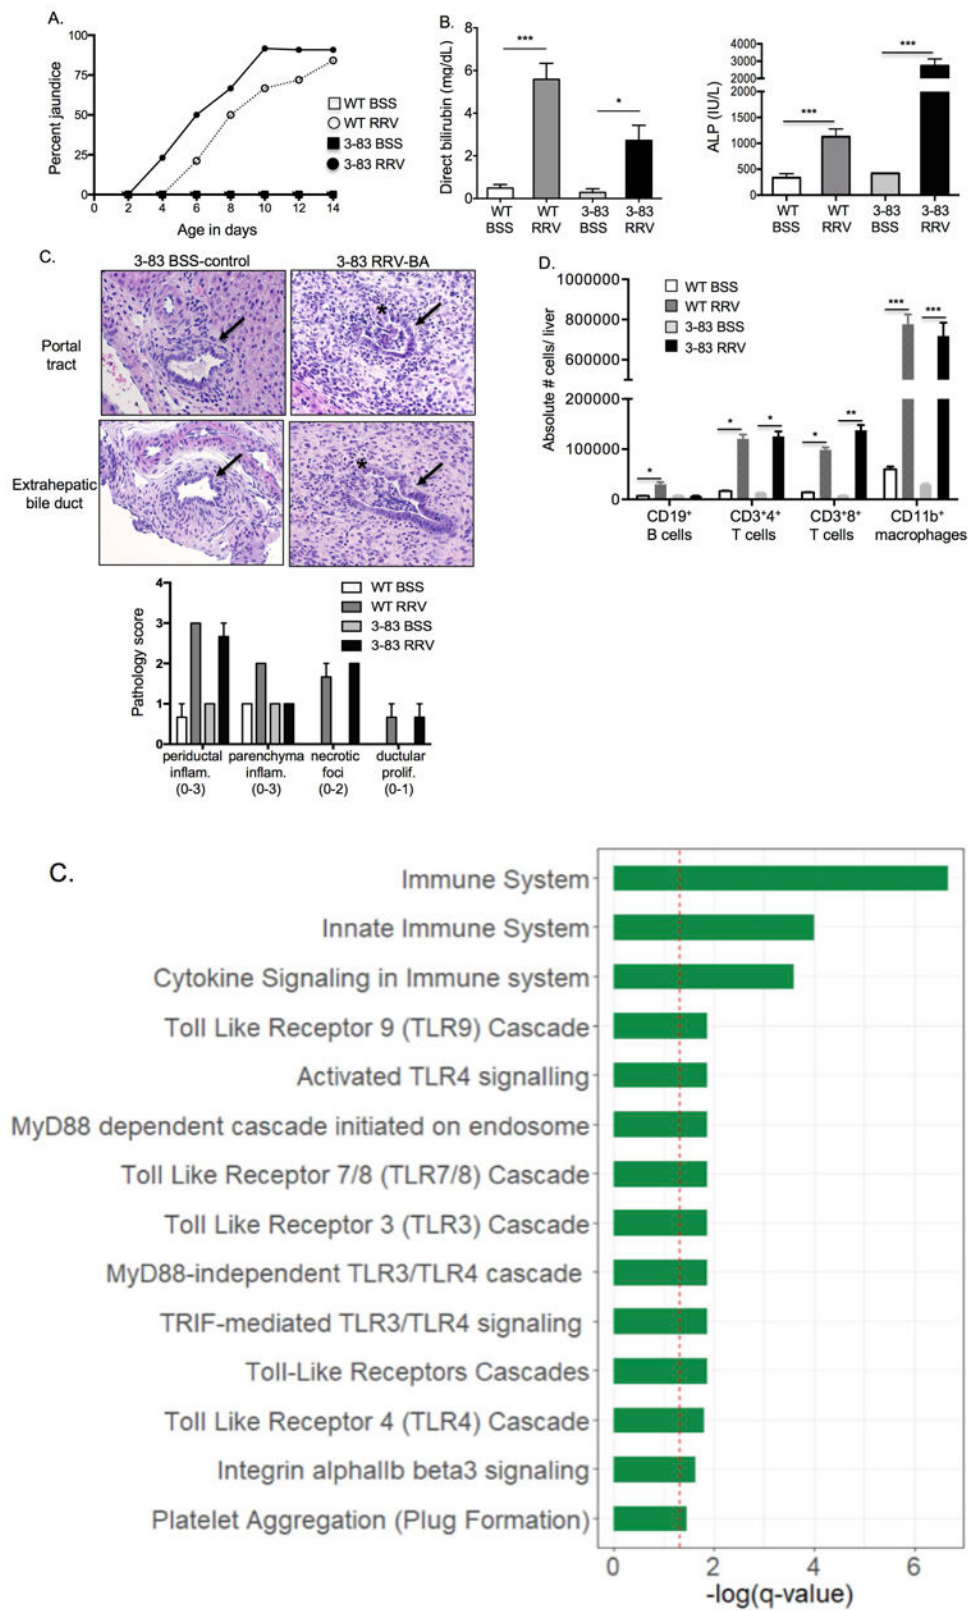 A.
Percent jaundice
100
75
50
25
0
0 2 4 6 8 10 12 14
Age in days
WT BSS
WT RRV
3-83 BSS
3-83 RRV
B.
Direct bilirubin (mg/dL)
8
6
4
2
0
***
*
WT WT 3-83 3-83
BSS RRV BSS RRV
ALP (IU/L)
4000
3000
2000
2000
1500
1000
500
0
***
***
WT WT 3-83 3-83
BSS RRV BSS RRV
C.
3-83 BSS-control 3-83 RRV-BA
Portal
tract
*
Extrahepatic
bile duct
*
Pathology score
4
3
2
1
0
WT BSS
WT RRV
3-83 BSS
3-83 RRV
periductal parenchyma necrotic ductular
inflam. inflam. foci prolif.
(0-3) (0-3) (0-2) (0-1)
D.
Absolute # cells/ liver
1000000
800000
600000
200000
100000
0
WT BSS
WT RRV
3-83 BSS
3-83 RRV
*
* *
* **
*** ***
CD19⁺ CD3⁺4⁺ CD3⁺8⁺ CD11b⁺
B cells T cells T cells macrophages
C.
Immune System
Innate Immune System
Cytokine Signaling in Immune system
Toll Like Receptor 9 (TLR9) Cascade
Activated TLR4 signalling
MyD88 dependent cascade initiated on endosome
Toll Like Receptor 7/8 (TLR7/8) Cascade
Toll Like Receptor 3 (TLR3) Cascade
MyD88-independent TLR3/TLR4 cascade
TRIF-mediated TLR3/TLR4 signaling
Toll-Like Receptors Cascades
Toll Like Receptor 4 (TLR4) Cascade
Integrin alphaIIb beta3 signaling
Platelet Aggregation (Plug Formation)
0 2 4 6
-log(q-value)